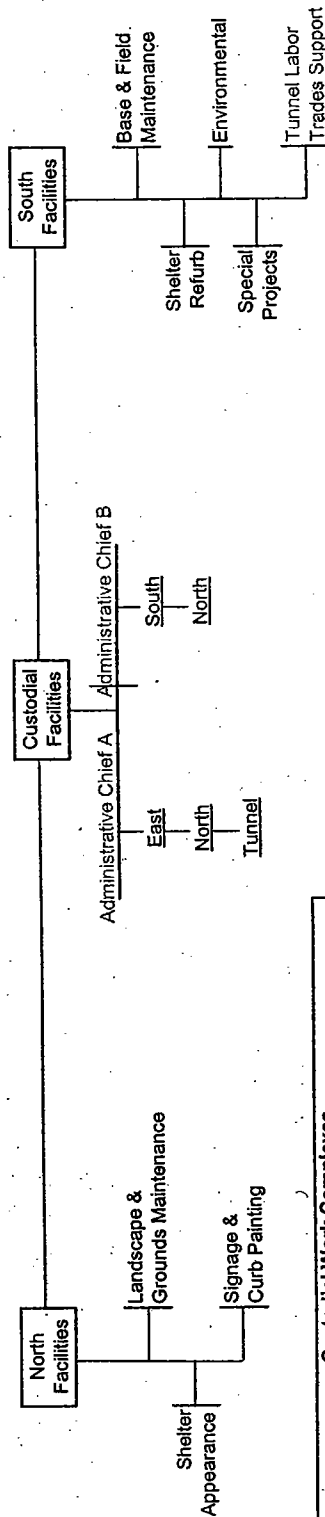 North
Facilities
Landscape &
Grounds Maintenance
Shelter
Appearance
Signage &
Curb Painting
Custodial
Facilities
Administrative Chief A
Administrative Chief B
East
North
Tunnel
South
North
South
Facilities
Base & Field
Maintenance
Shelter
Refurb
Environmental
Special
Projects
Tunnel Labor
Trades Support